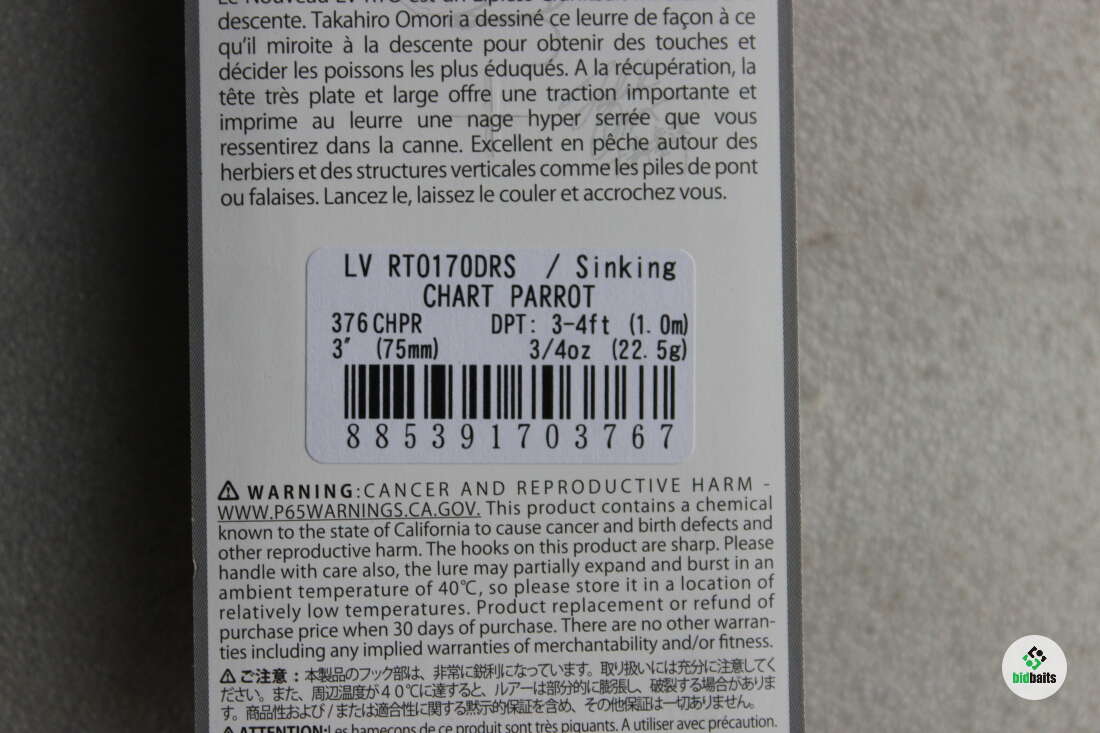 descente. Takahiro Omori a dessiné ce leurre de façon à ce
qu'il miroite à la descente pour obtenir des touches et
décider les poissons les plus éduqués. A la récupération, la
tête très plate et large offre une traction importante et
imprime au leurre une nage hyper serrée que vous
ressentirez dans la canne. Excellent en pêche autour des
herbiers et des structures verticales comme les piles de pont
ou falaises. Lancez le, laissez le couler et accrochez vous.
LV RTO170DRS / Sinking
CHART PARROT
376CHPR DPT: 3-4ft (1.0m)
3" (75mm) 3/4oz (22.5g)
885391703767
⚠ WARNING:CANCER AND REPRODUCTIVE HARM -
WWW.P65WARNINGS.CA.GOV. This product contains a chemical
known to the state of California to cause cancer and birth defects and
other reproductive harm. The hooks on this product are sharp. Please
handle with care also, the lure may partially expand and burst in an
ambient temperature of 40℃, so please store it in a location of
relatively low temperatures. Product replacement or refund of
purchase price when 30 days of purchase. There are no other warran-
ties including any implied warranties of merchantability and/or fitness.
⚠ご注意：本製品のフック部は、非常に鋭利になっています。取り扱いには充分に注意してく
ださい。また、周辺温度が４０℃に達すると、ルアーは部分的に膨張し、破裂する場合がありま
す。商品性および/または適合性に関する黙示的保証を含め、その他保証は一切ありません。
⚠ATTENTION:Les hameçons de ce produit sont très piquants. A utiliser avec précaution.
bidbaits